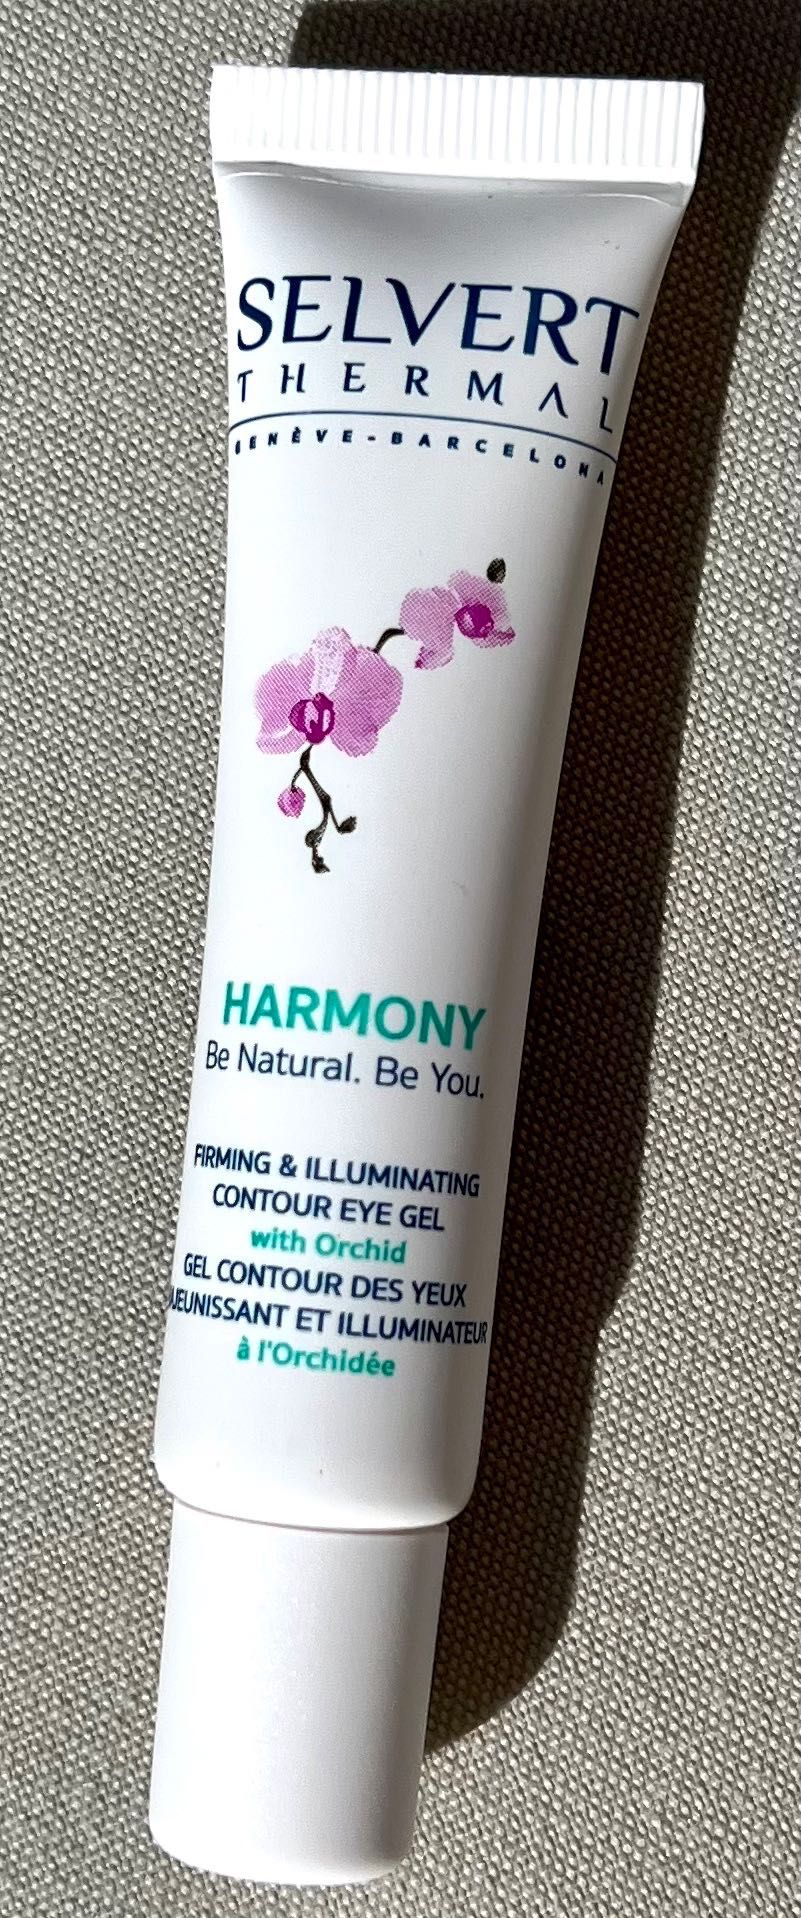 SELVERT
THERMAL
GENÈVE-BARCELONA
HARMONY
Be Natural. Be You.
FIRMING & ILLUMINATING
CONTOUR EYE GEL
with Orchid
GEL CONTOUR DES YEUX
ET ILLUMINATEUR
à l'Orchidée